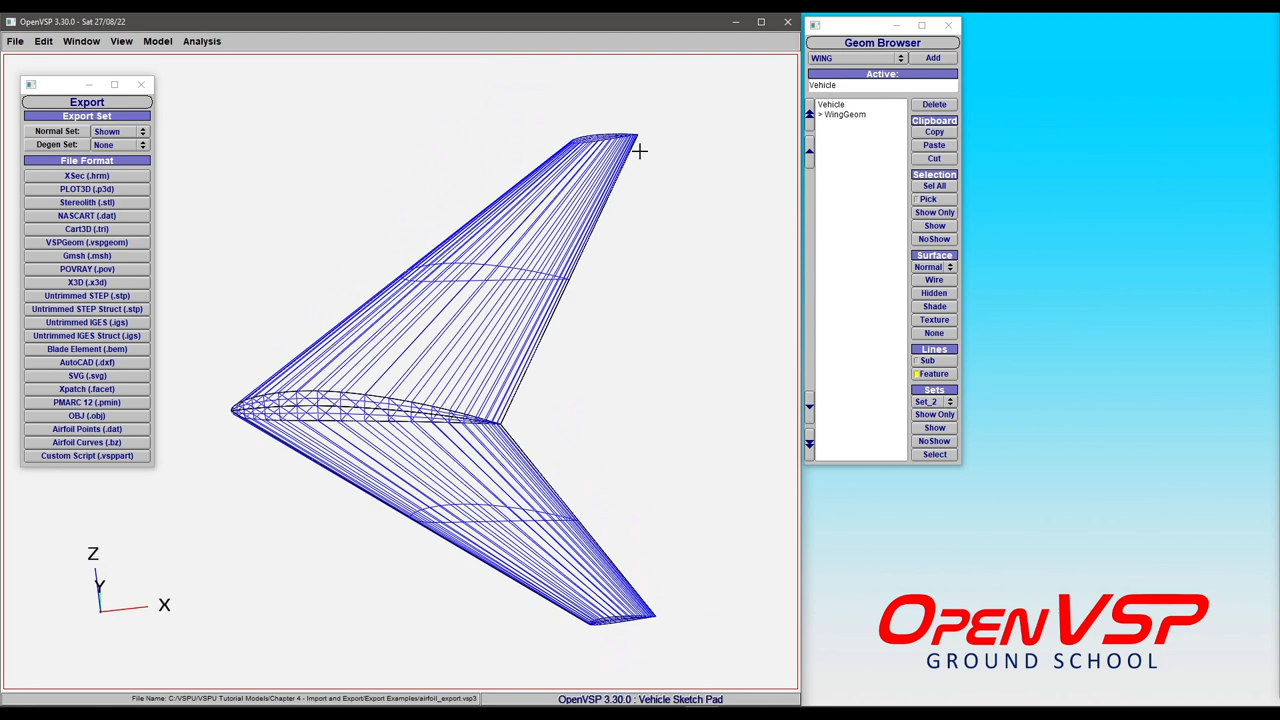 OpenVSP 3.30.0 - Sat 27/08/22
File Edit Window View Model Analysis
Export
Export Set
Normal Set: Shown
Degen Set: None
File Format
XSec (.hrm)
PLOT3D (.p3d)
Stereolith (.stl)
NASCART (.dat)
Cart3D (.tri)
VSPGeom (.vspgeom)
Gmsh (.msh)
POVRAY (.pov)
X3D (.x3d)
Untrimmed STEP (.stp)
Untrimmed STEP Struct (.stp)
Untrimmed IGES (.igs)
Untrimmed IGES Struct (.igs)
Blade Element (.bem)
AutoCAD (.dxf)
SVG (.svg)
Xpatch (.facet)
PMARC 12 (.pmin)
OBJ (.obj)
Airfoil Points (.dat)
Airfoil Curves (.bz)
Custom Script (.vsppart)
Z
Y
X
File Name: C:/VSPU/VSPU Tutorial Models/Chapter 4 - Import and Export/Export Examples/airfoil_export.vsp3
OpenVSP 3.30.0 : Vehicle Sketch Pad
Geom Browser
WING Add
Active:
Vehicle
Vehicle
> WingGeom
Delete
Clipboard
Copy
Paste
Cut
Selection
Sel All
Pick
Show Only
Show
NoShow
Surface
Normal
Wire
Hidden
Shade
Texture
None
Lines
Sub
Feature
Sets
Set_2
Show Only
Show
NoShow
Select
OPENVSP
GROUND SCHOOL